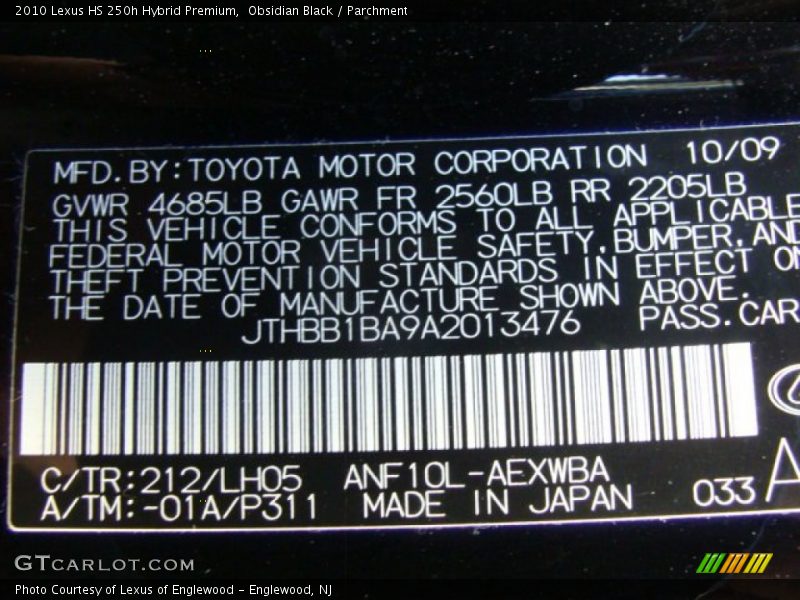 2010 Lexus HS 250h Hybrid Premium,  Obsidian Black / Parchment
MFD.BY:TOYOTA MOTOR CORPORATION 10/09
GVWR 4685LB GAWR FR 2560LB RR 2205LB
THIS VEHICLE CONFORMS TO ALL APPLICABLE
FEDERAL MOTOR VEHICLE SAFETY,BUMPER,AND
THEFT PREVENTION STANDARDS IN EFFECT ON
THE DATE OF MANUFACTURE SHOWN ABOVE.
JTHBB1BA9A2013476 PASS.CAR
C/TR:212/LH05 ANF10L-AEXWBA
A/TM:-01A/P311 MADE IN JAPAN 033 A
GTCARLOT.COM
Photo Courtesy of Lexus of Englewood - Englewood, NJ